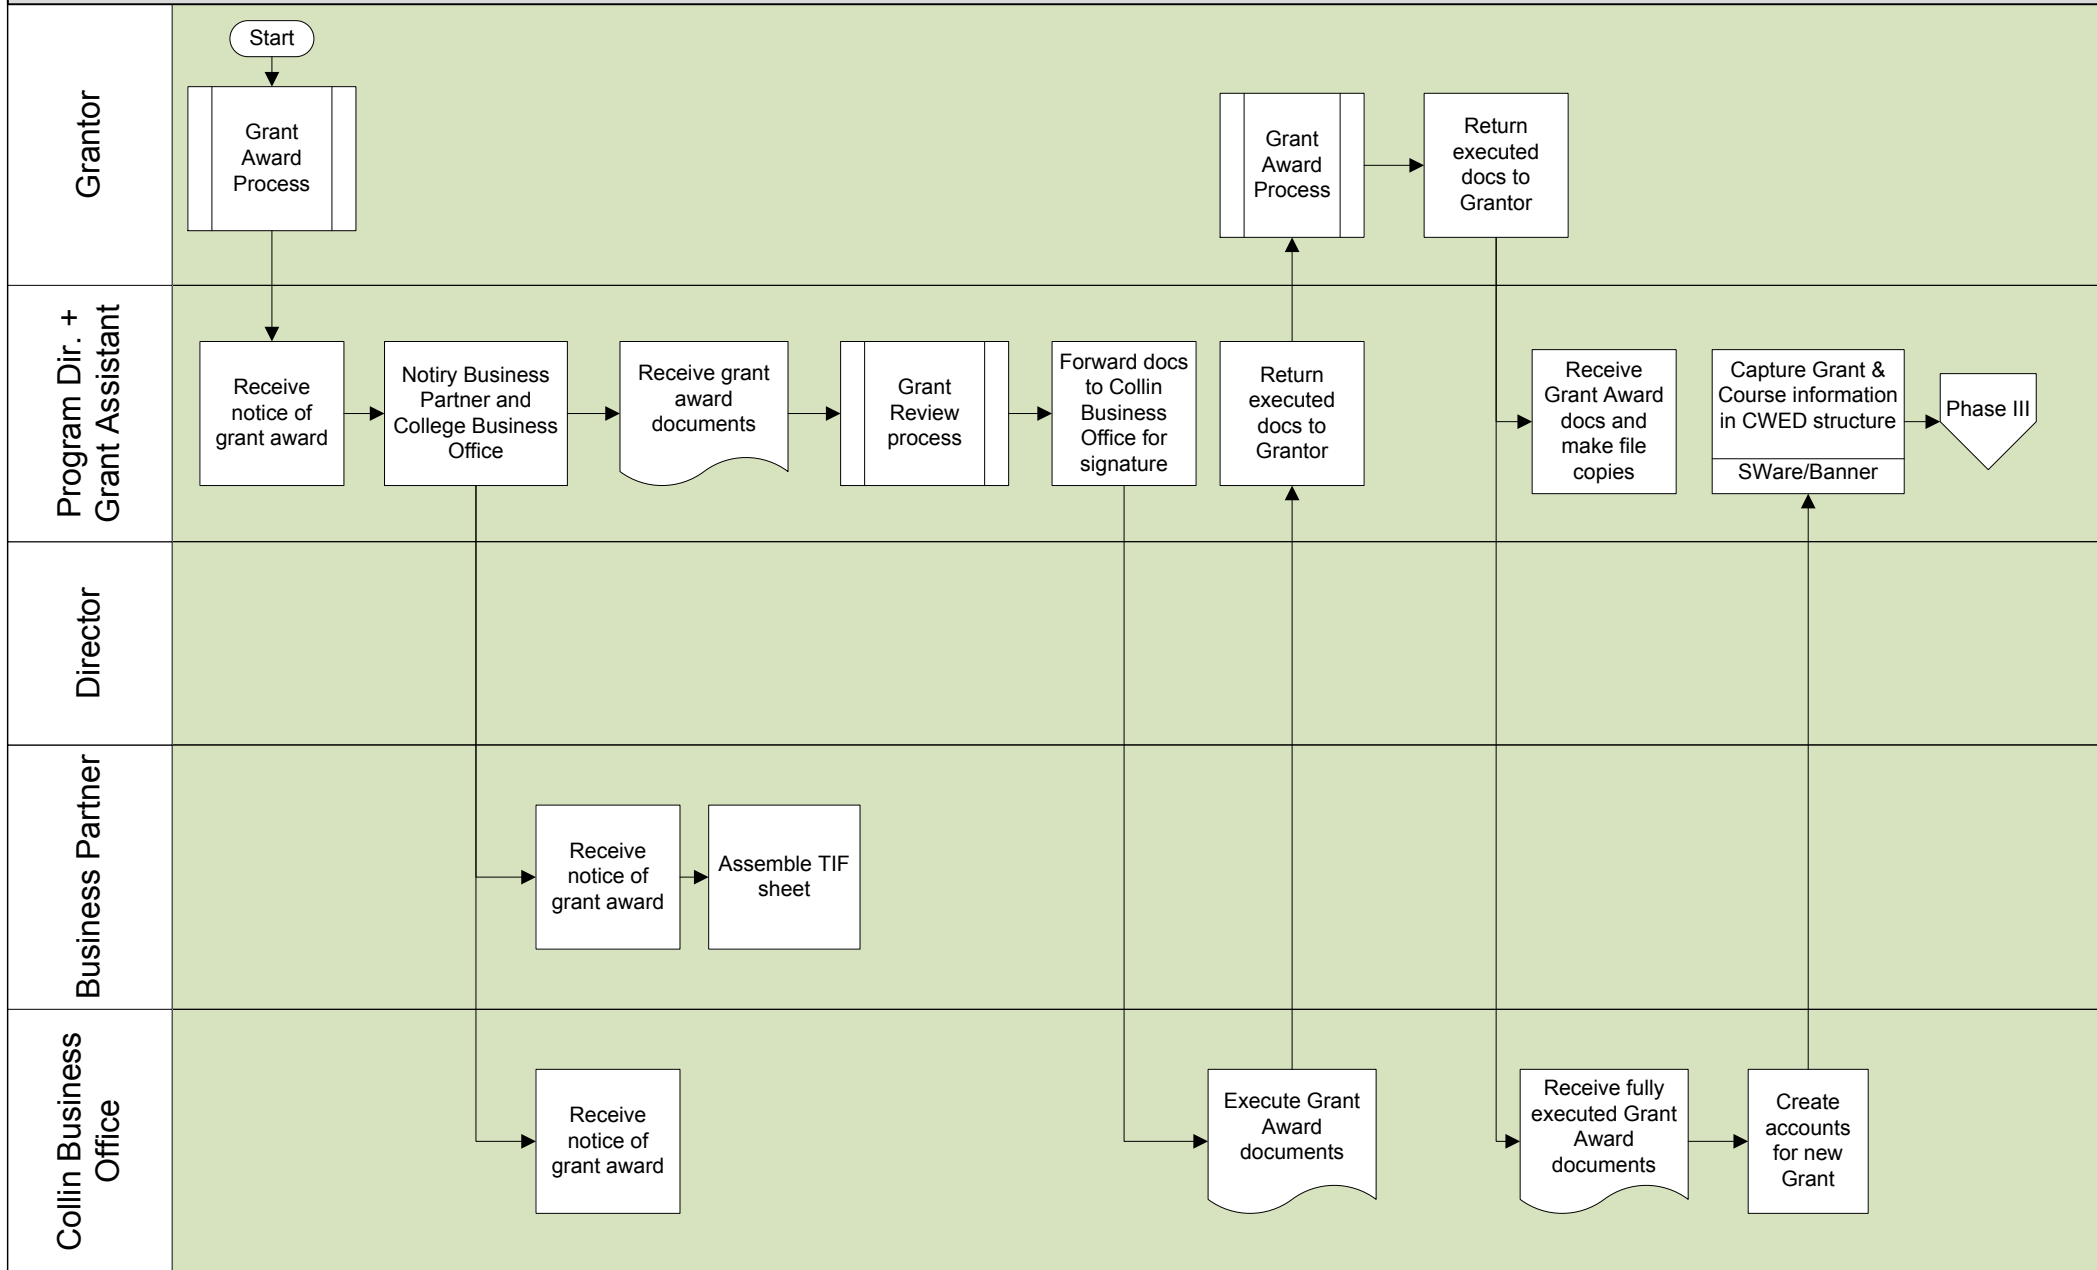 Grantor
Start
Grant
Award
Process
Grant
Award
Process
Return
executed
docs to
Grantor
Program Dir. +
Grant Assistant
Receive
notice of
grant award
Notiry Business
Partner and
College Business
Office
Receive grant
award
documents
Grant
Review
process
Forward docs
to Collin
Business
Office for
signature
Return
executed
docs to
Grantor
Receive
Grant Award
docs and
make file
copies
Capture Grant &
Course information
in CWED structure
SWare/Banner
Phase III
Director
Business Partner
Receive
notice of
grant award
Assemble TIF
sheet
Collin Business
Office
Receive
notice of
grant award
Execute Grant
Award
documents
Receive fully
executed Grant
Award
documents
Create
accounts
for new
Grant